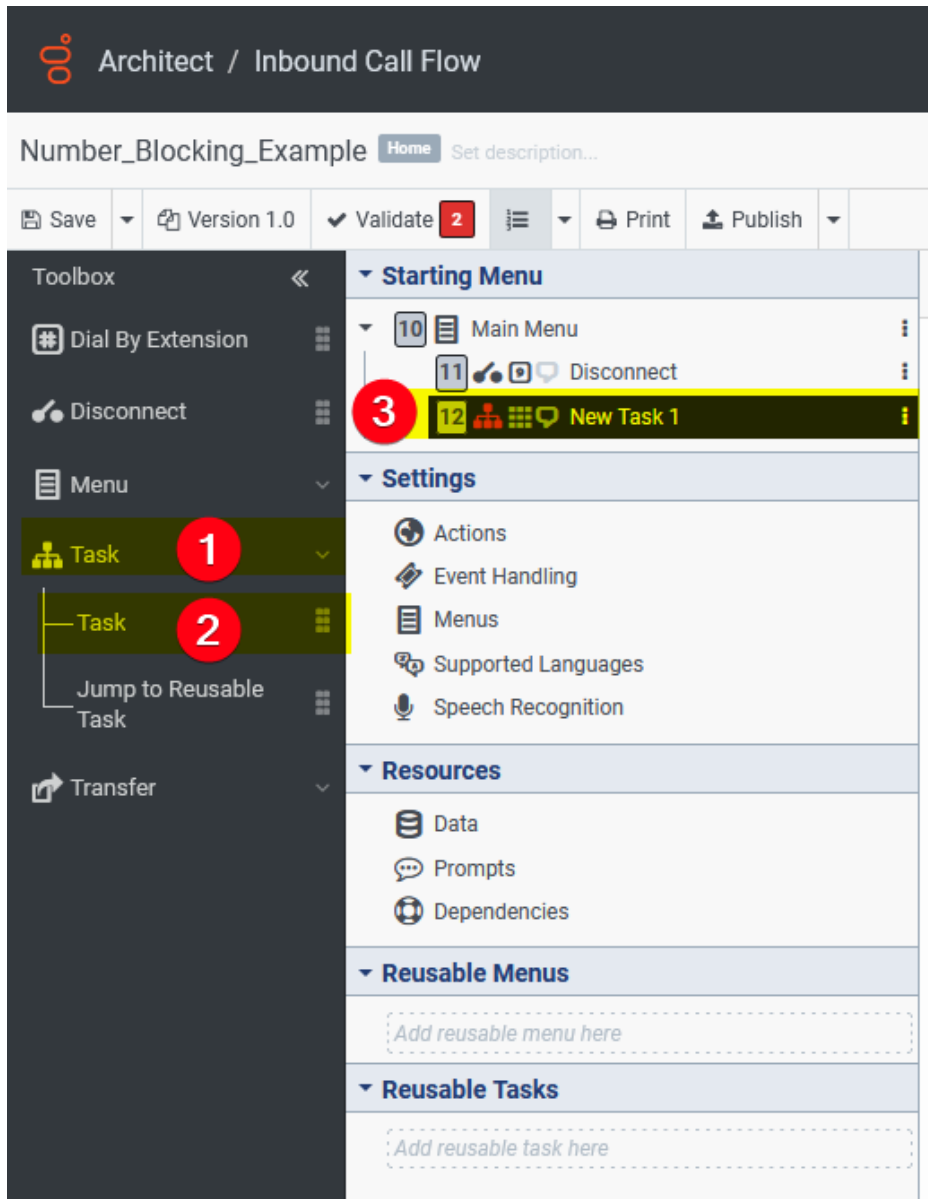 Architect / Inbound Call Flow
Number_Blocking_Example Home Set description...
Save Version 1.0 Validate 2 Print Publish
Toolbox
Dial By Extension
Disconnect
Menu
Task 1
Task 2
Jump to Reusable
Task
Transfer
Starting Menu
10 Main Menu
11 9 Disconnect
3 12 New Task 1
Settings
Actions
Event Handling
Menus
Supported Languages
Speech Recognition
Resources
Data
Prompts
Dependencies
Reusable Menus
Add reusable menu here
Reusable Tasks
Add reusable task here